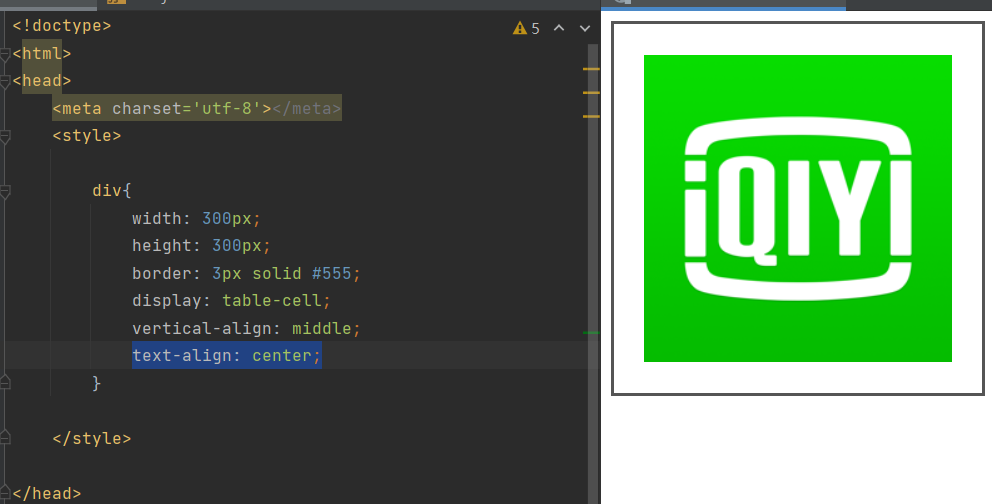 <!doctype>
<html>
<head>
<meta charset='utf-8'></meta>
<style>
div{
width: 300px;
height: 300px;
border: 3px solid #555;
display: table-cell;
vertical-align: middle;
text-align: center;
}
</style>
</head>
5
iQIYI